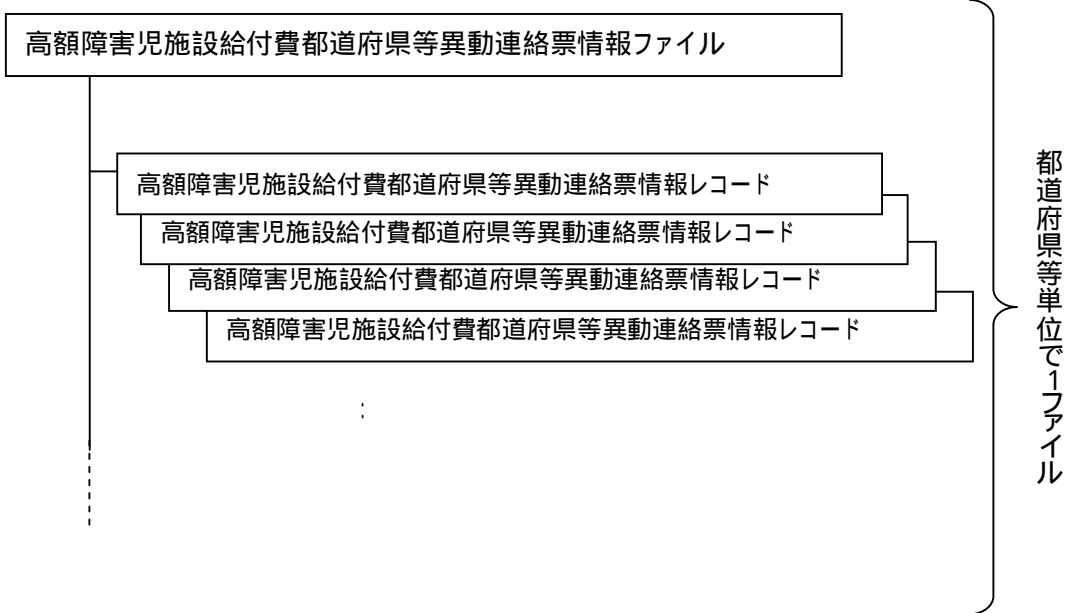 高額障害児施設給付費都道府県等異動連絡票情報ファイル
高額障害児施設給付費都道府県等異動連絡票情報レコード
高額障害児施設給付費都道府県等異動連絡票情報レコード
高額障害児施設給付費都道府県等異動連絡票情報レコード
高額障害児施設給付費都道府県等異動連絡票情報レコード
:
都道府県等単位で1ファイル